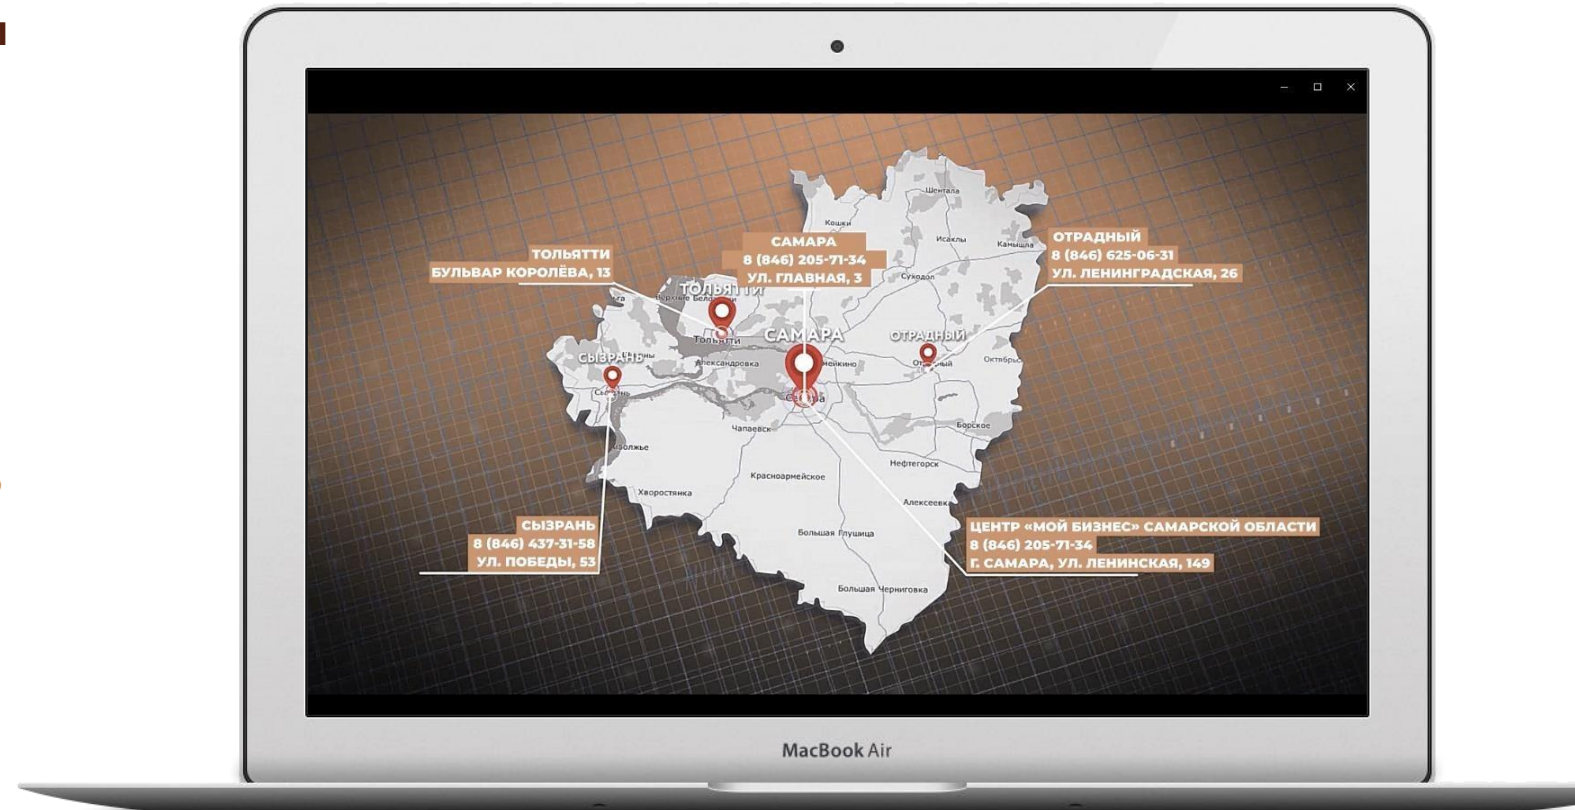 Шентала
Кошки
Исаклы
Камышла
ОТРАДНЫЙ
8 (846) 625-06-31
УЛ. ЛЕНИНГРАДСКАЯ, 26
САМАРА
8 (846) 205-71-34
УЛ. ГЛАВНАЯ, 3
ТОЛЬЯТТИ
БУЛЬВАР КОРОЛЁВА, 13
Суходол
ТОЛЬЯТТИ
Верхние
САМАРА
ОТРАДНЫЙ
Тольятти
СЫЗРАНЬ
Александровка
Чапаевск
Борское
Красноармейское
Нефтегорск
Хворостянка
Алексеевка
СЫЗРАНЬ
8 (846) 437-31-58
УЛ. ПОБЕДЫ, 53
Большая Глушица
ЦЕНТР «МОЙ БИЗНЕС» САМАРСКОЙ ОБЛАСТИ
8 (846) 205-71-34
Г. САМАРА, УЛ. ЛЕНИНСКАЯ, 149
Большая Черниговка
MacBook Air